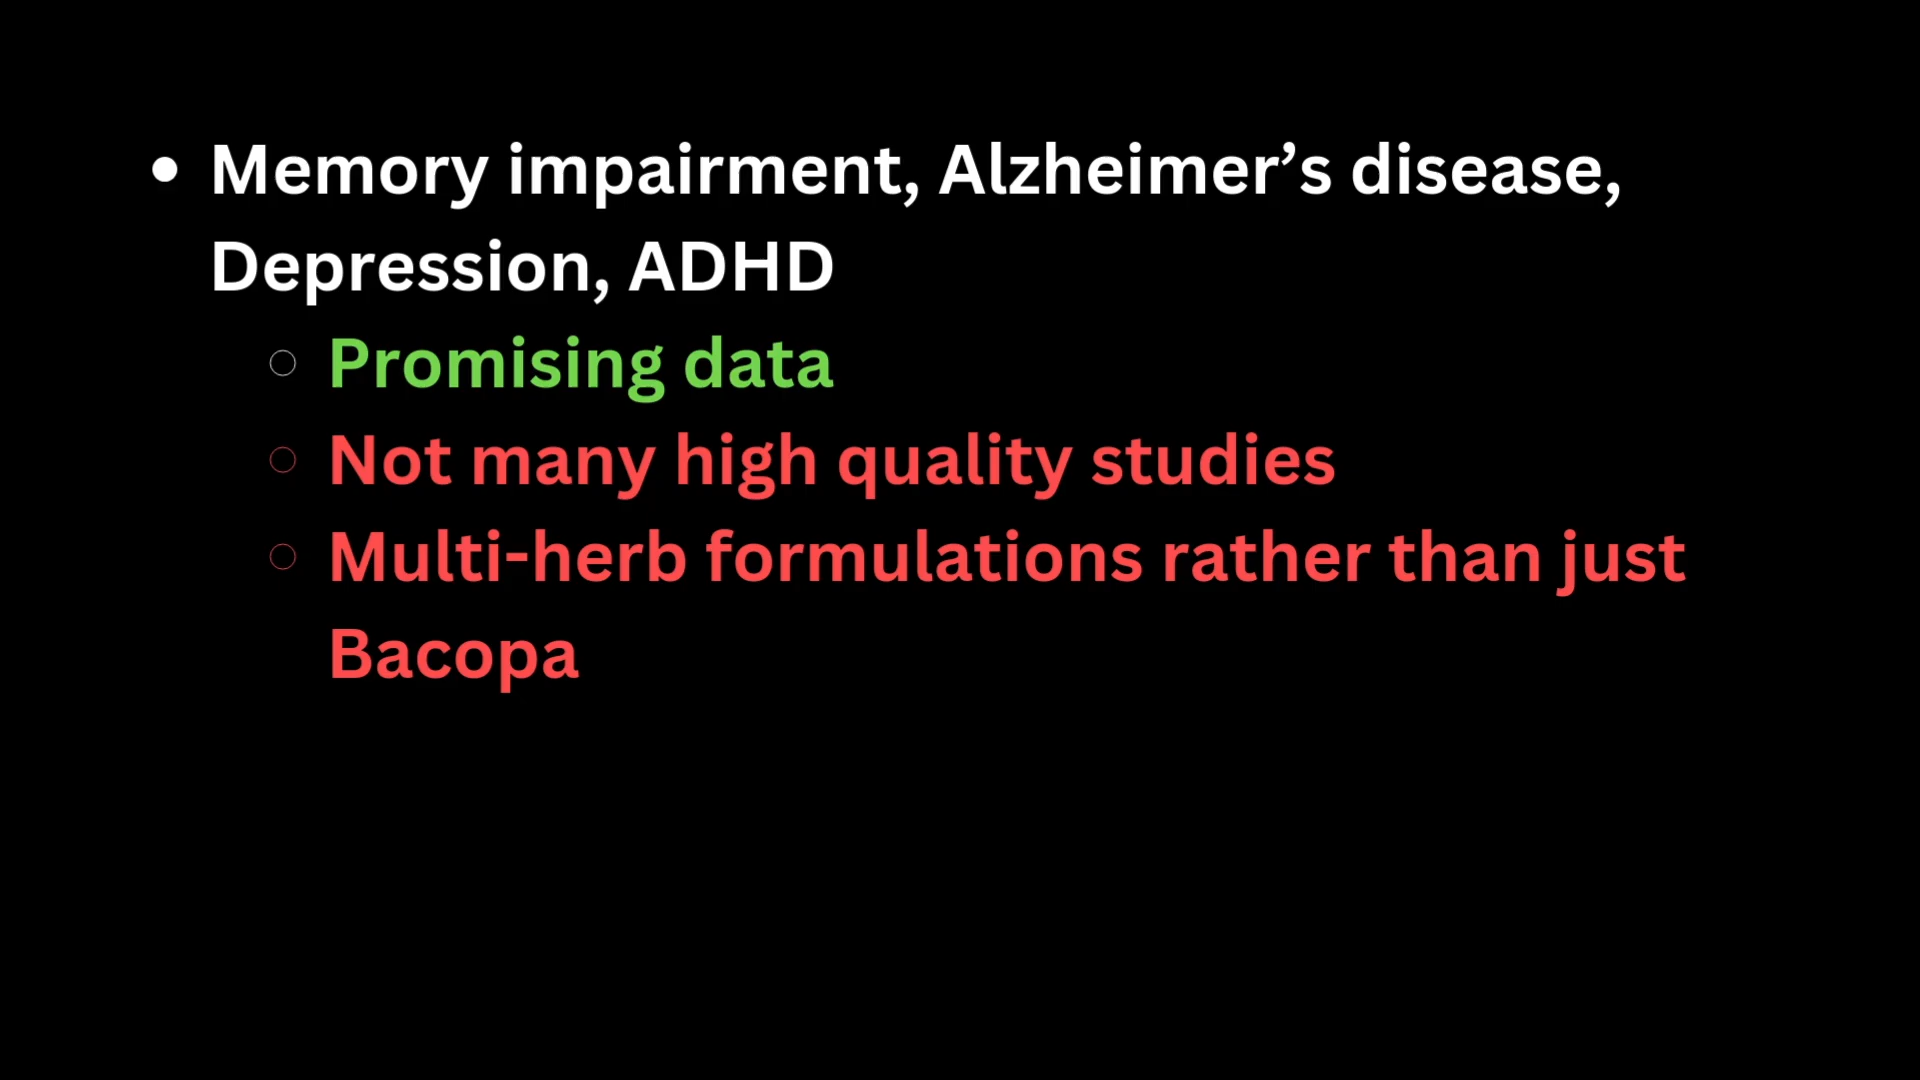 • Memory impairment, Alzheimer’s disease,
Depression, ADHD
○ Promising data
○ Not many high quality studies
○ Multi-herb formulations rather than just
Bacopa